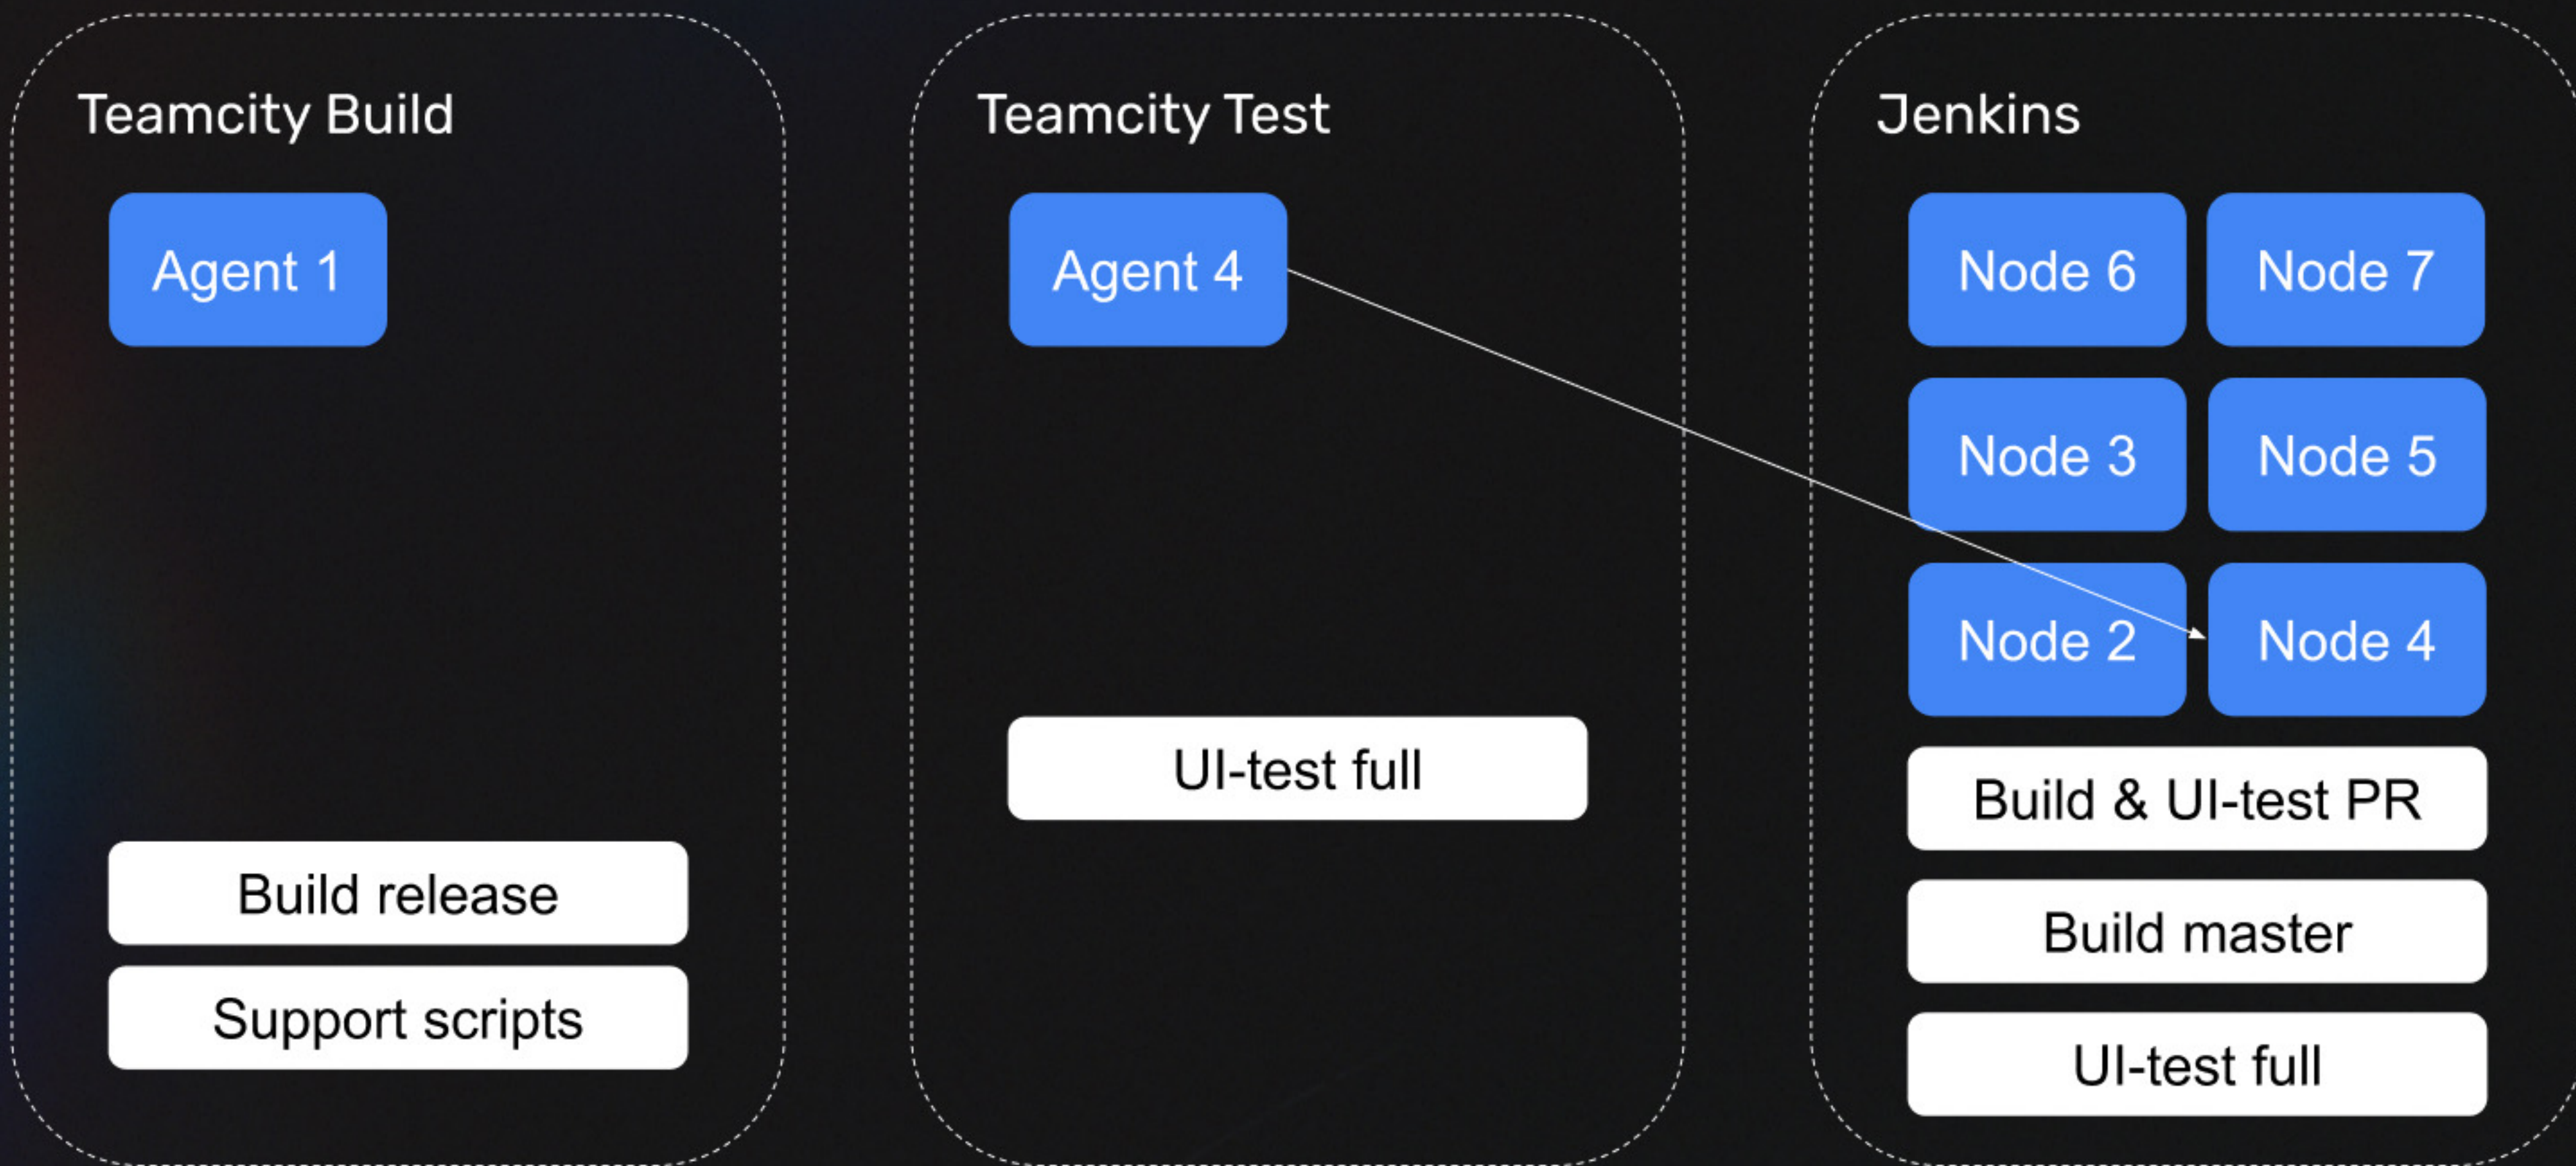 Teamcity Build
Agent 1
Build release
Support scripts
Teamcity Test
Agent 4
UI-test full
Jenkins
Node 6
Node 7
Node 3
Node 5
Node 2
Node 4
Build & UI-test PR
Build master
UI-test full